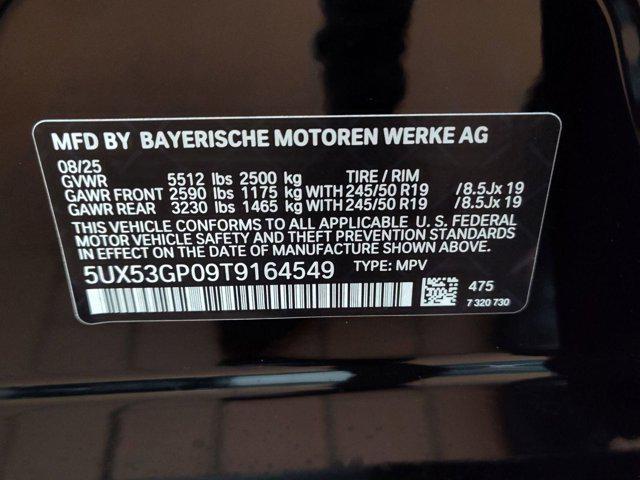 MFD BY BAYERISCHE MOTOREN WERKE AG
08/25
GVWR 5512 lbs 2500 kg TIRE / RIM
GAWR FRONT 2590 lbs 1175 kg WITH 245/50 R19 /8.5Jx 19
GAWR REAR 3230 lbs 1465 kg WITH 245/50 R19 /8.5Jx 19
THIS VEHICLE CONFORMS TO ALL APPLICABLE U. S. FEDERAL
MOTOR VEHICLE SAFETY AND THEFT PREVENTION STANDARDS
IN EFFECT ON THE DATE OF MANUFACTURE SHOWN ABOVE.
5UX53GP09T9164549 TYPE: MPV
475
7 320 730